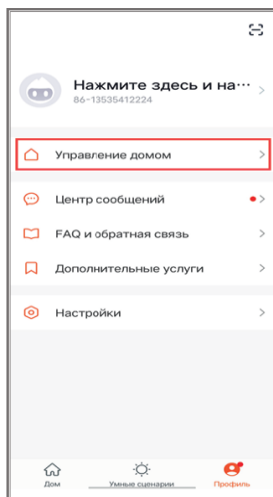 Нажмите здесь и на···
86-13535412224
Управление домом
Центр сообщений
FAQ и обратная связь
Дополнительные услуги
Настройки
Дом Умные сценарии Профиль